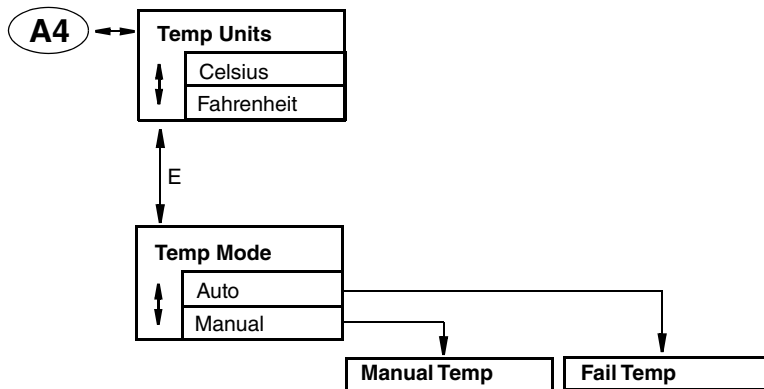 A4
Temp Units
Celsius
Fahrenheit
E
Temp Mode
Auto
Manual
Manual Temp
Fail Temp